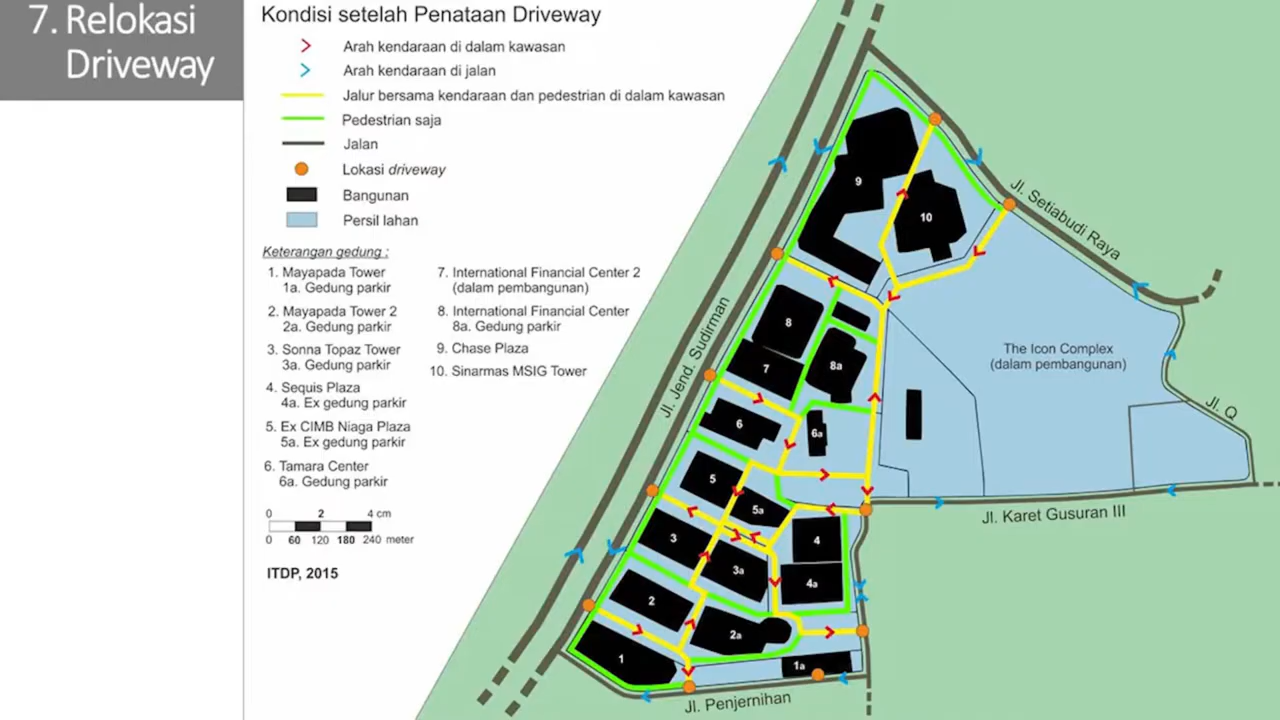 7. Relokasi
Driveway
Kondisi setelah Penataan Driveway
Arah kendaraan di dalam kawasan
Arah kendaraan di jalan
Jalur bersama kendaraan dan pedestrian di dalam kawasan
Pedestrian saja
Jalan
Lokasi driveway
Bangunan
Persil lahan
Keterangan gedung :
1. Mayapada Tower
1a. Gedung parkir
2. Mayapada Tower 2
2a. Gedung parkir
3. Sonna Topaz Tower
3a. Gedung parkir
4. Sequis Plaza
4a. Ex gedung parkir
5. Ex CIMB Niaga Plaza
5a. Ex gedung parkir
6. Tamara Center
6a. Gedung parkir
7. International Financial Center 2
(dalam pembangunan)
8. International Financial Center
8a. Gedung parkir
9. Chase Plaza
10. Sinarmas MSIG Tower
0 2 4 cm
0 60 120 180 240 meter
ITDP, 2015
Jl. Jend. Sudirman
Jl. Setiabudi Raya
The Icon Complex
(dalam pembangunan)
Jl. Q
Jl. Karet Gusuran III
Jl. Penjernihan
9
10
8
7
8a
6
6a
5
5a
3
3a
4
4a
2
2a
1
1a